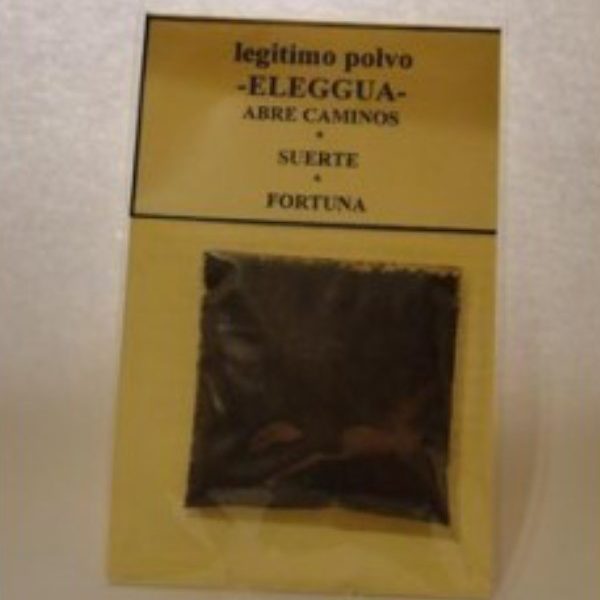 legitimo polvo
-ELEGGUA-
ABRE CAMINOS
*
SUERTE
*
FORTUNA